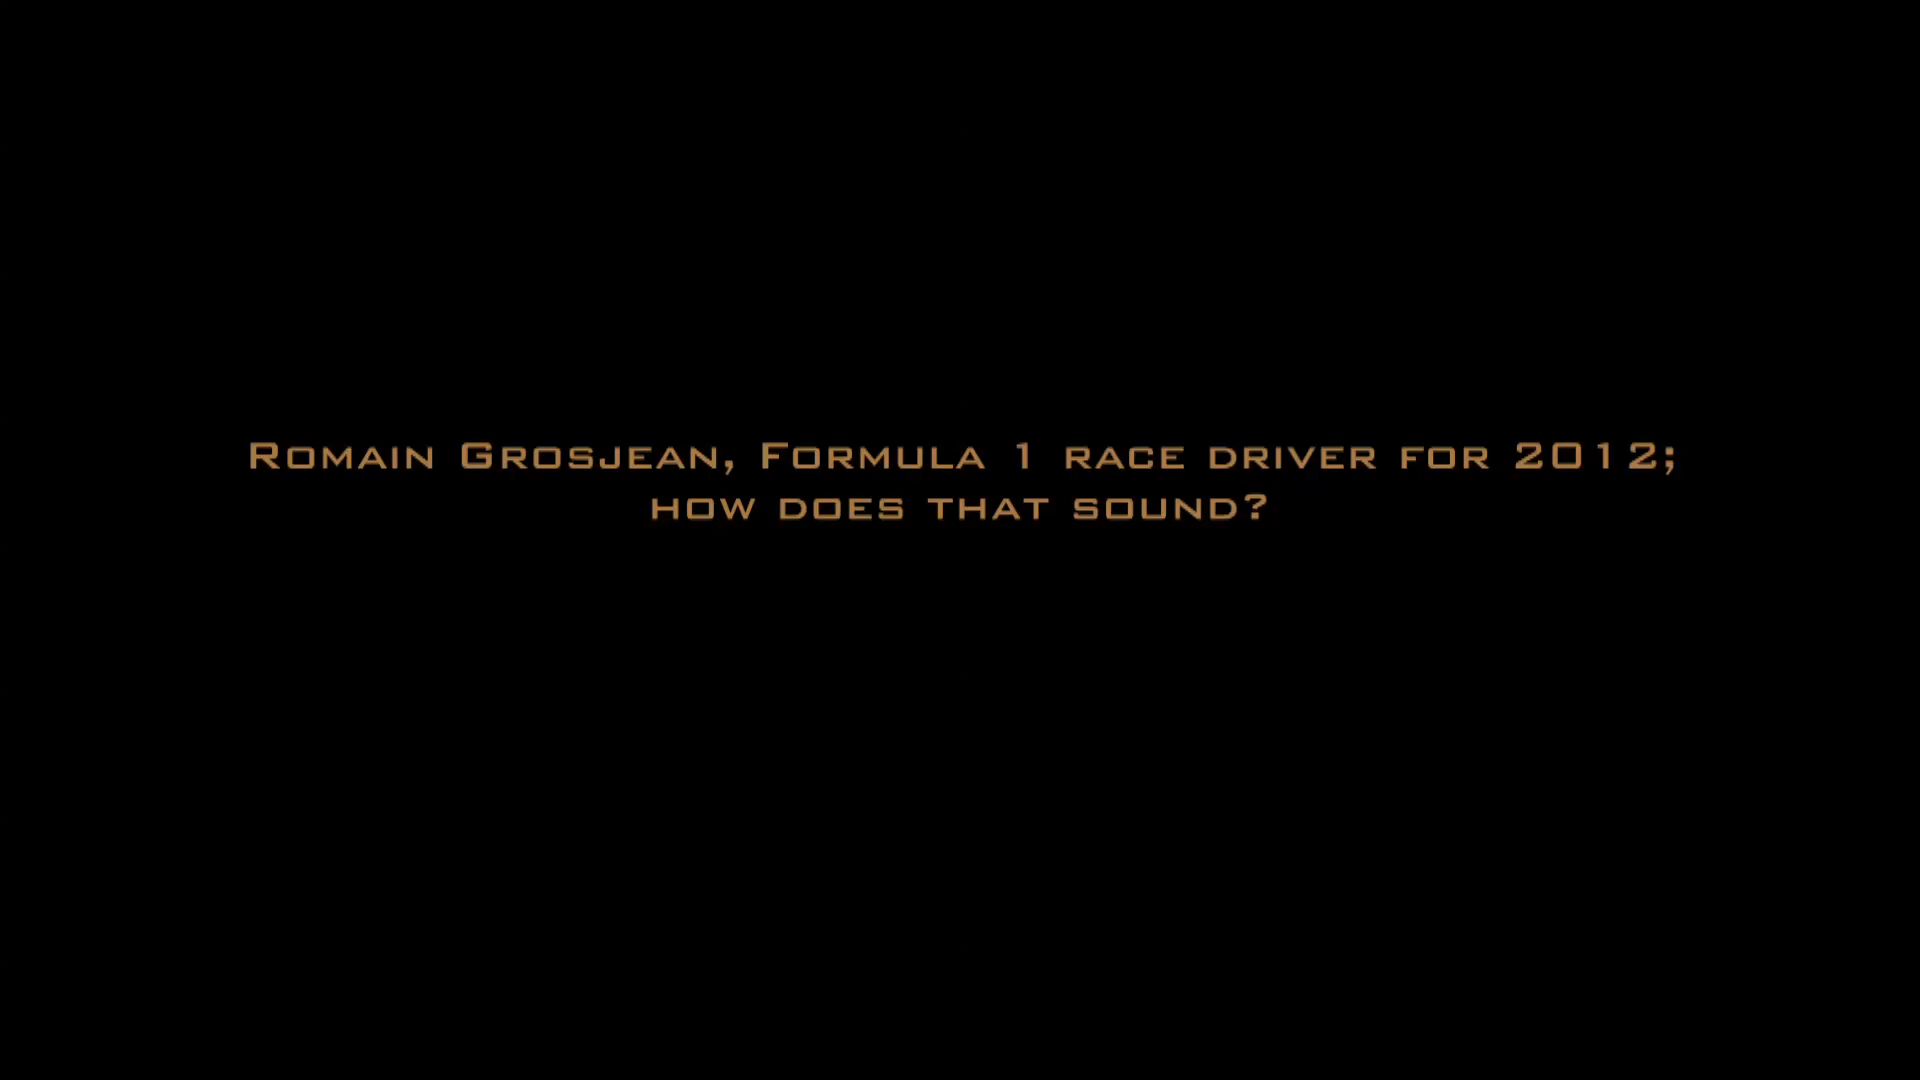 Romain Grosjean, Formula 1 race driver for 2012;
how does that sound?